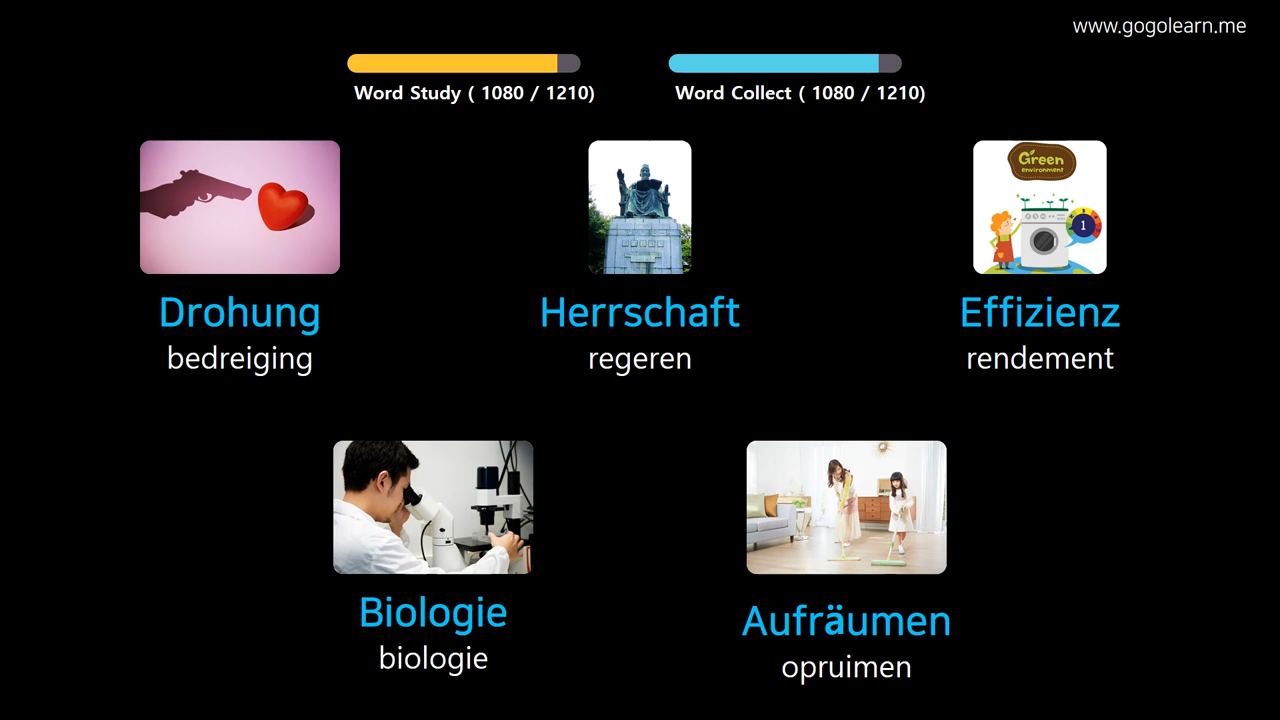 www.gogolearn.me
Word Study ( 1080 / 1210)
Word Collect ( 1080 / 1210)
Green
environment
1
Drohung
bedreiging
Herrschaft
regeren
Effizienz
rendement
Biologie
biologie
Aufräumen
opruimen